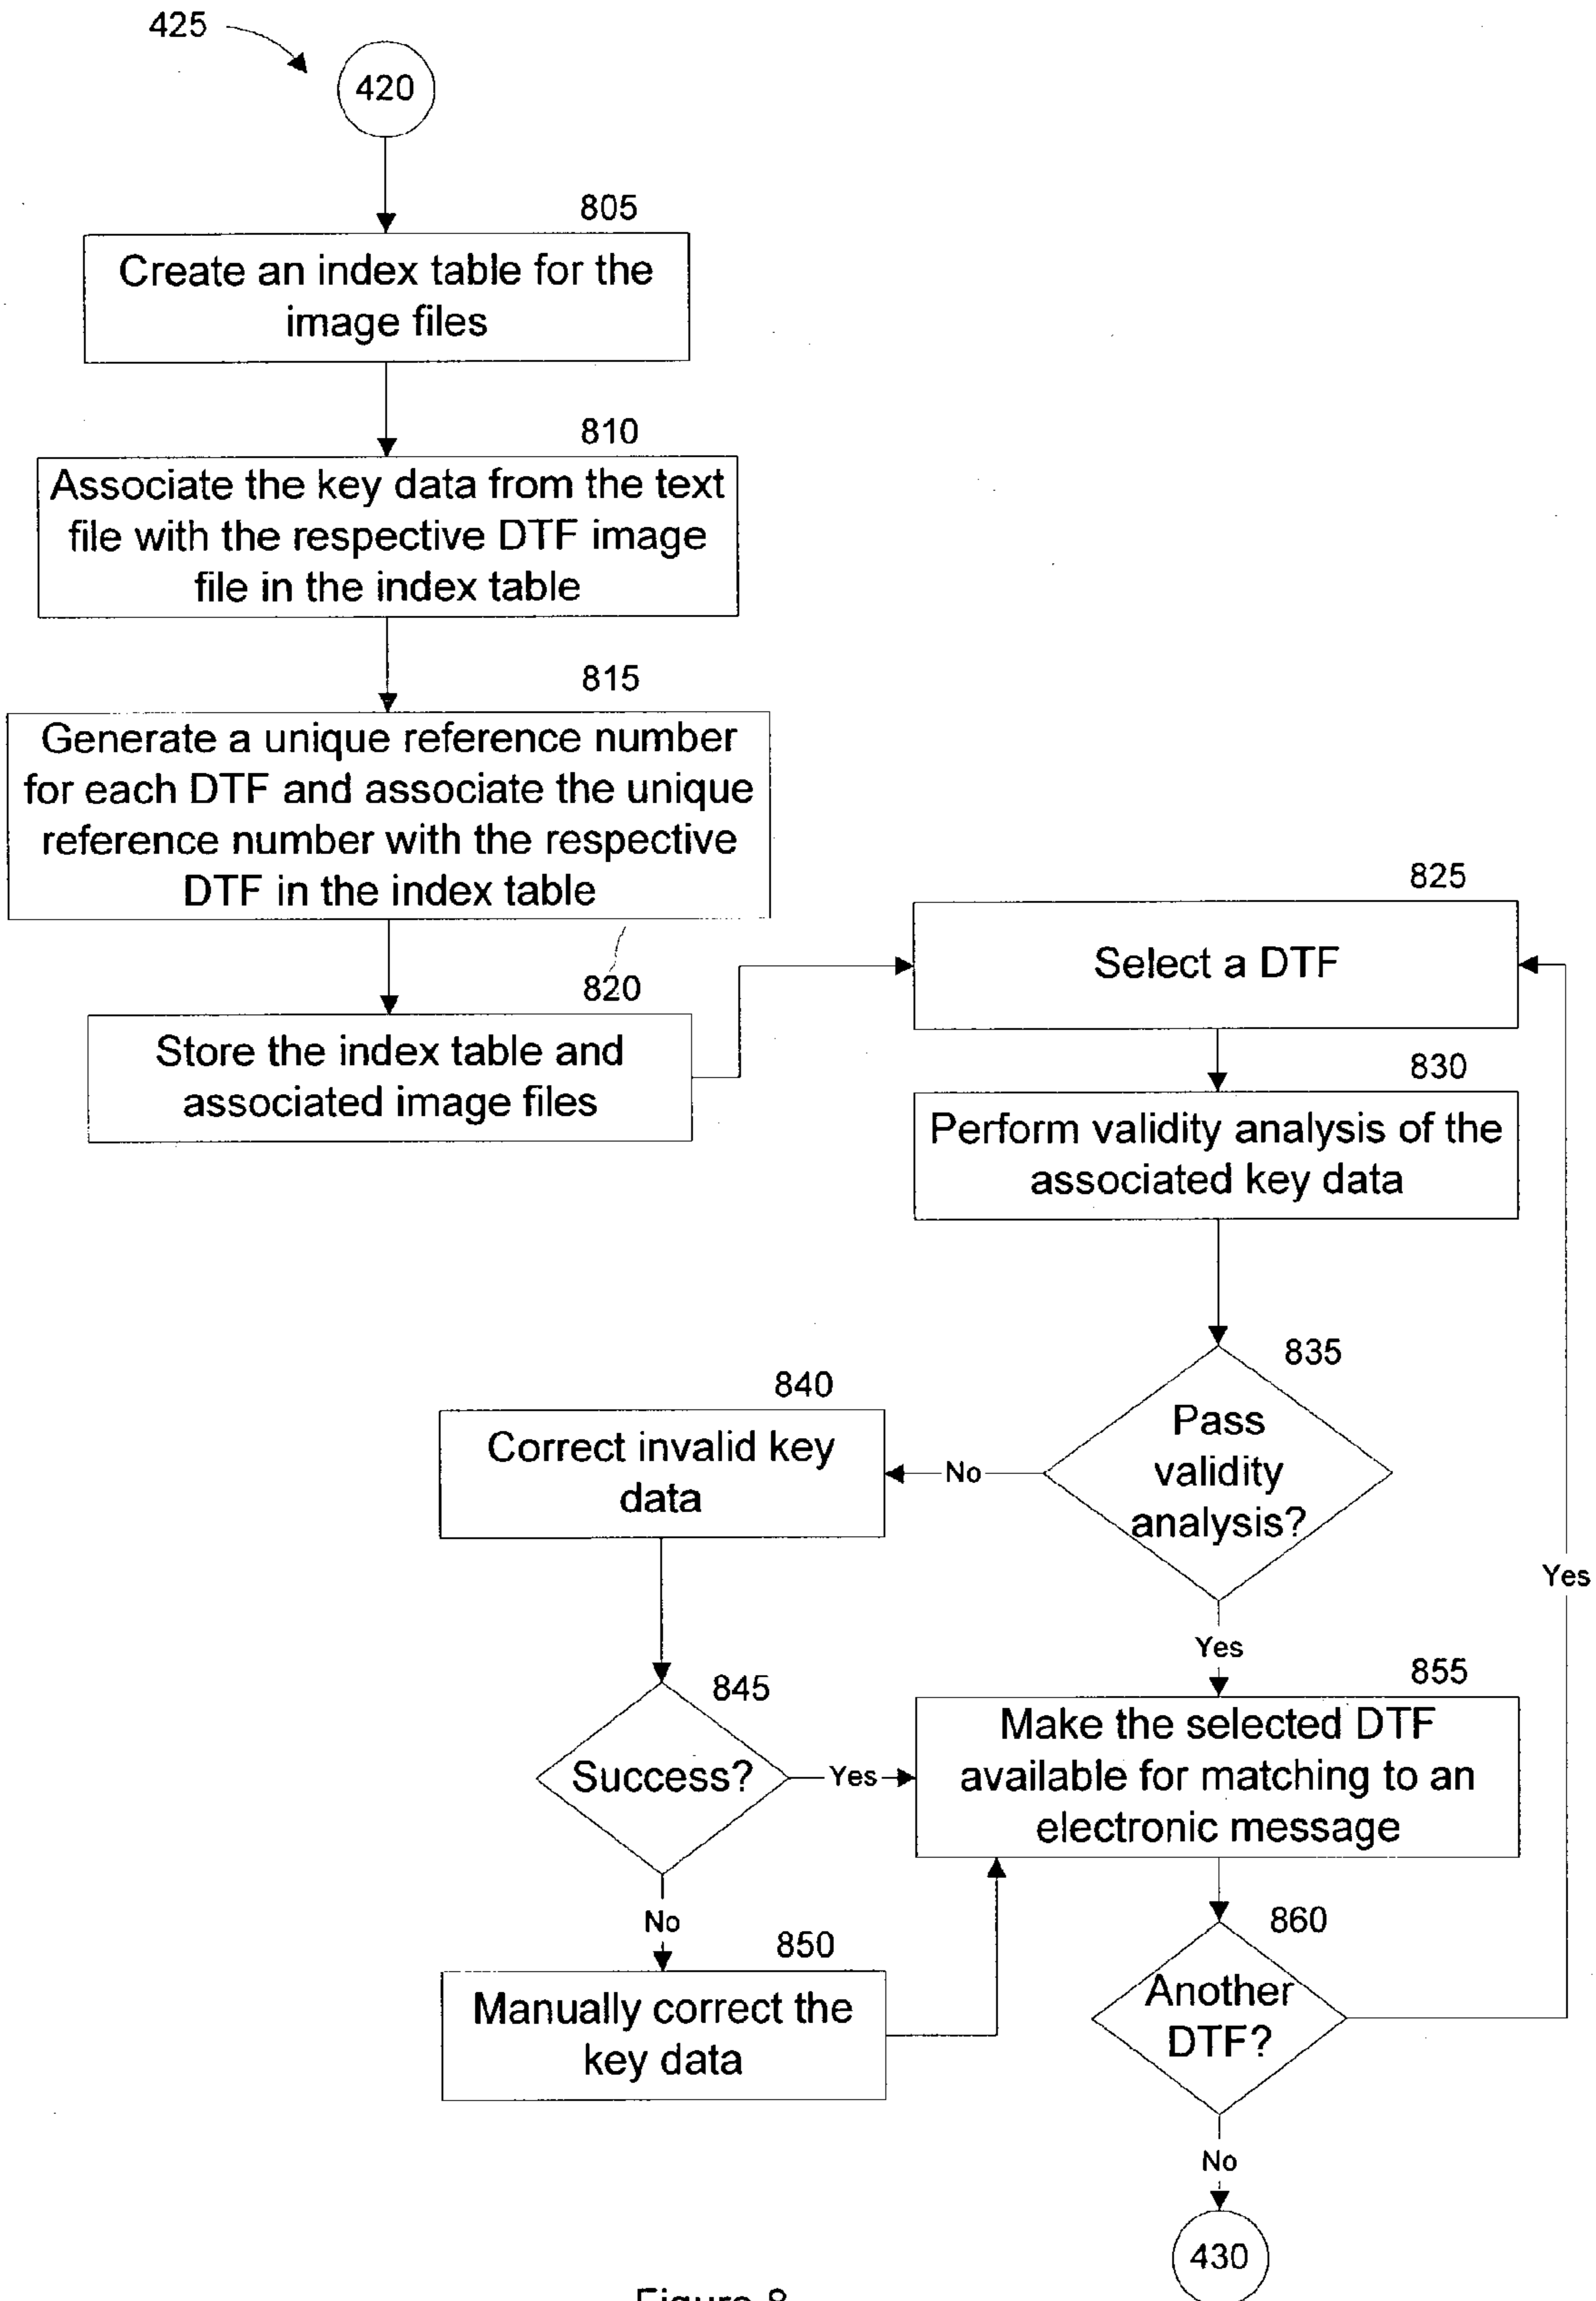 425
420
805
Create an index table for the
image files
810
Associate the key data from the text
file with the respective DTF image
file in the index table
815
Generate a unique reference number
for each DTF and associate the unique
reference number with the respective
DTF in the index table
820
Store the index table and
associated image files
825
Select a DTF
830
Perform validity analysis of the
associated key data
835
Pass
validity
analysis?
No
840
Correct invalid key
data
Yes
Yes
845
Success?
Yes
855
Make the selected DTF
available for matching to an
electronic message
No
850
Manually correct the
key data
860
Another
DTF?
No
430
Figure 8